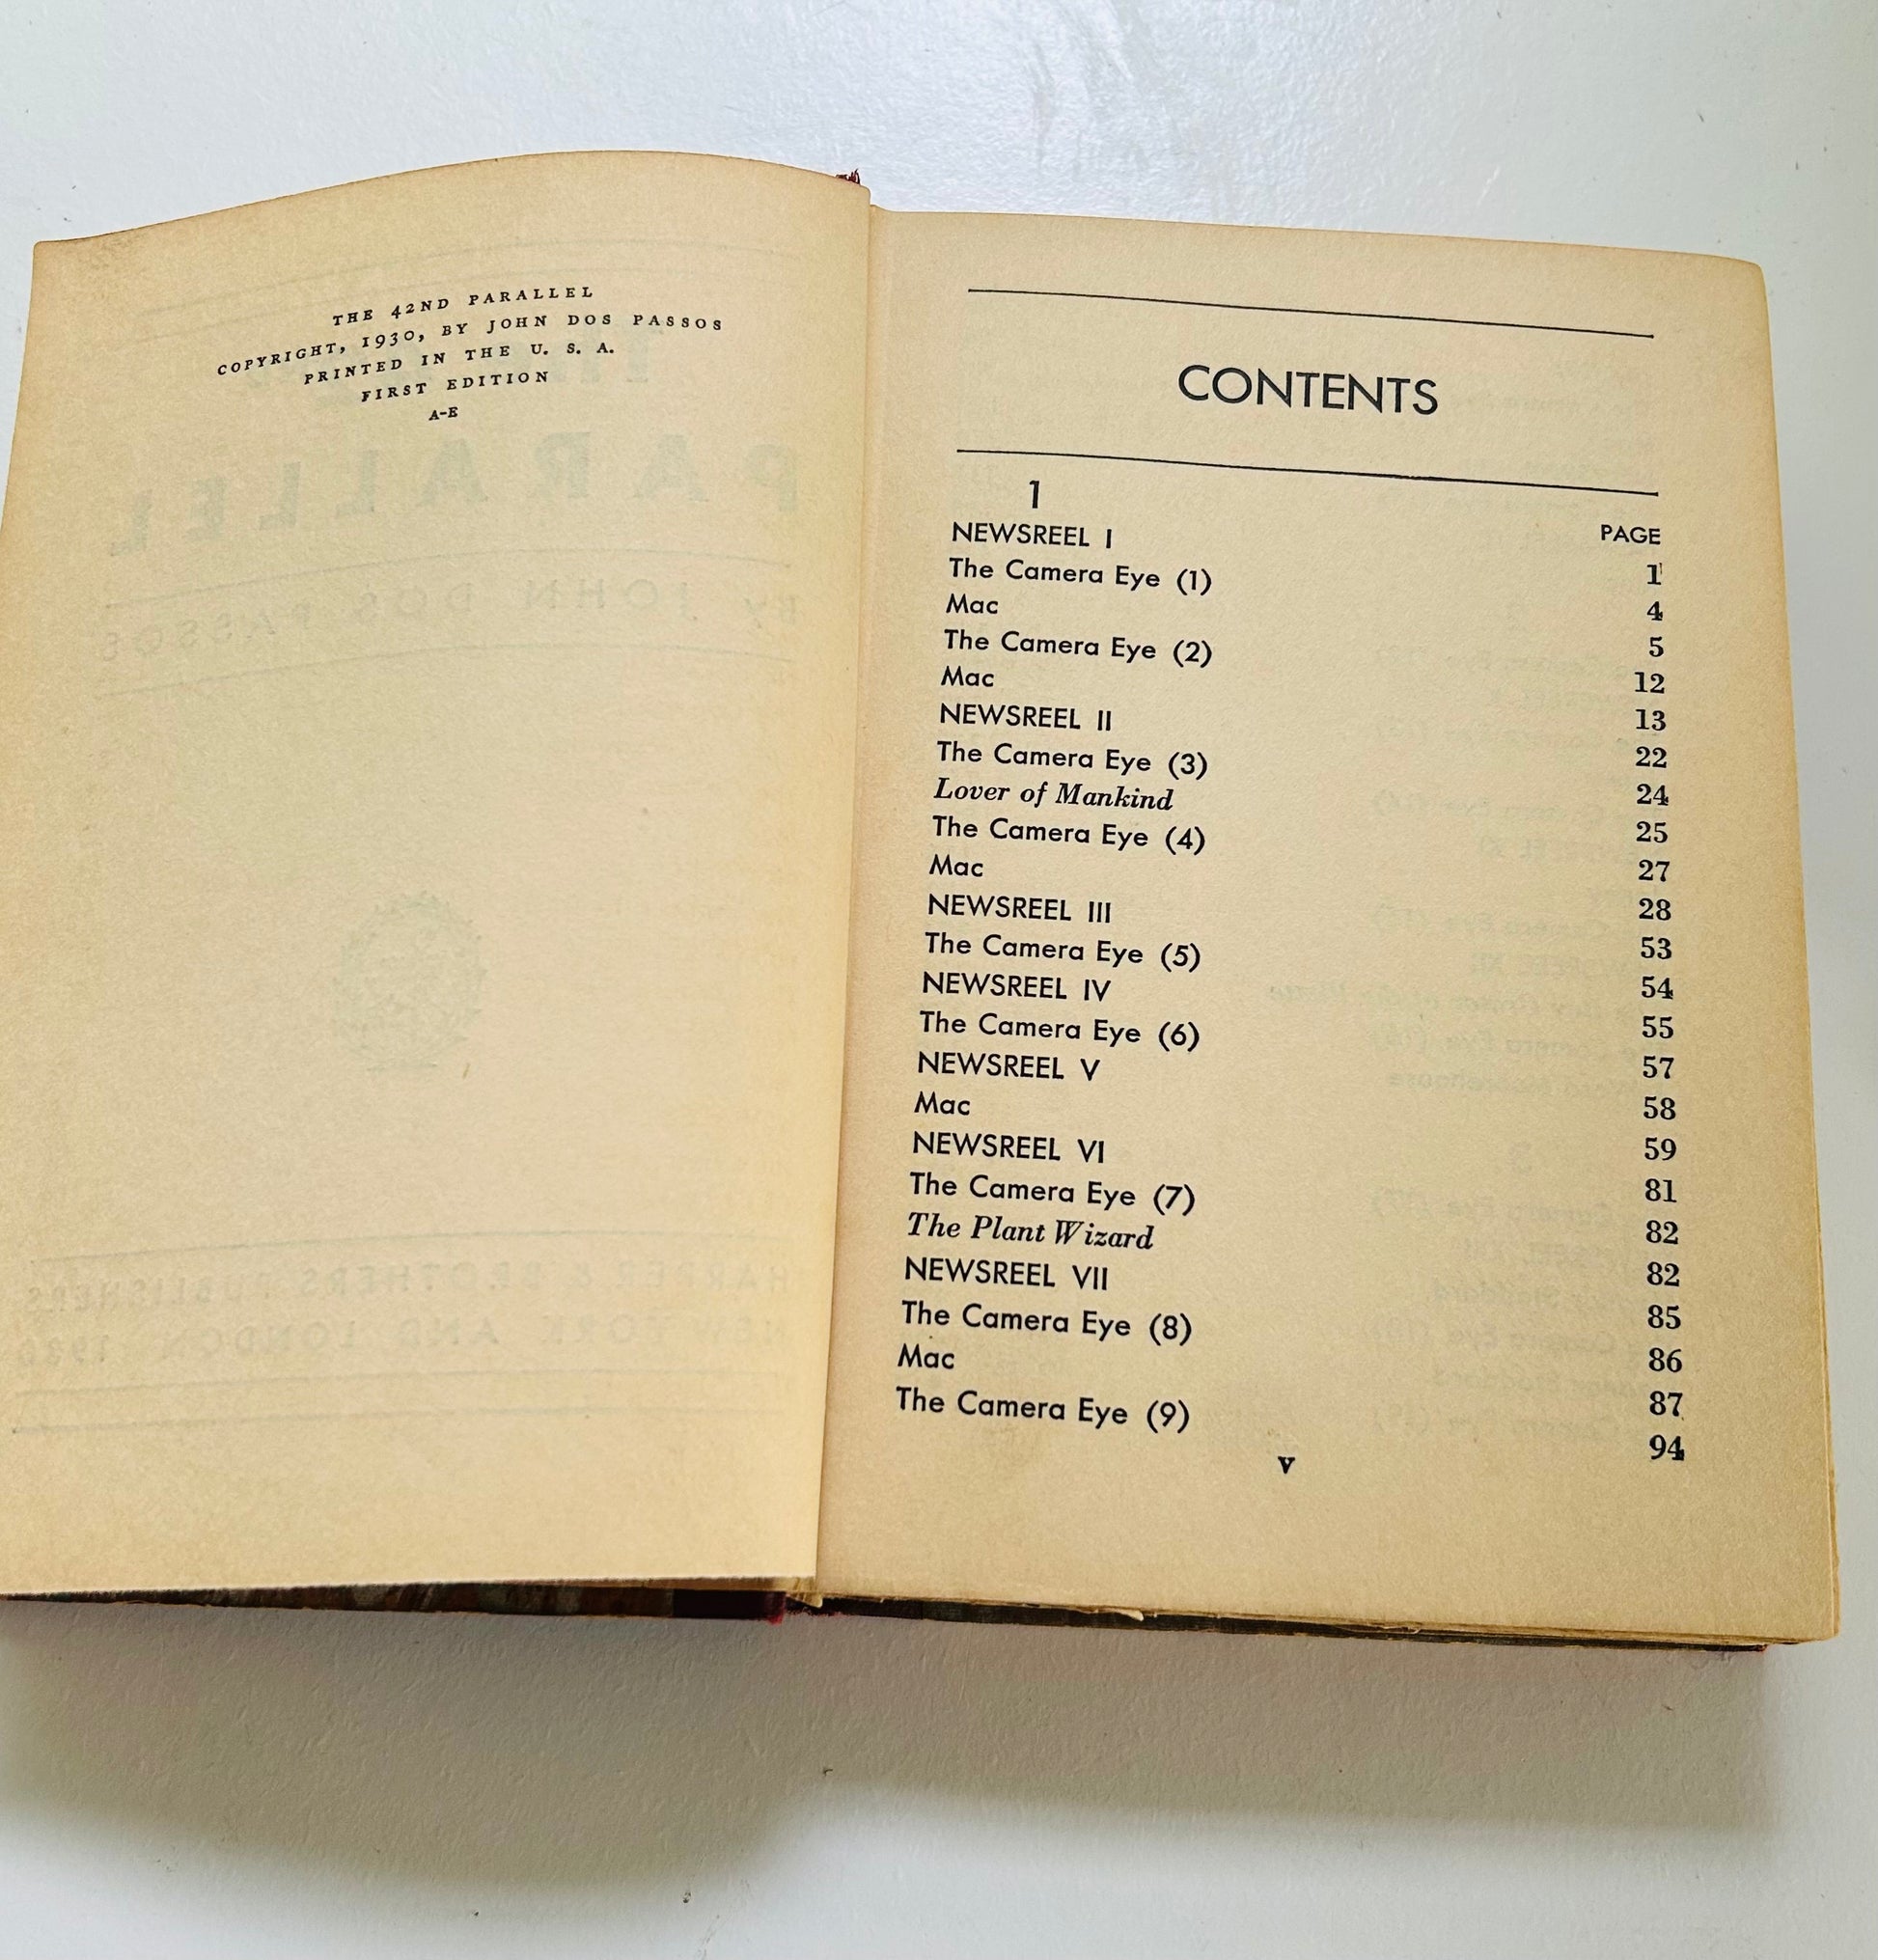 THE 42ND PARALLEL
COPYRIGHT, 1930, BY JOHN DOS PASSOS
PRINTED IN THE U. S. A.
FIRST EDITION
A-E
CONTENTS
1
PAGE
NEWSREEL I 1
The Camera Eye (1) 4
Mac 5
The Camera Eye (2) 12
Mac 13
NEWSREEL II 22
The Camera Eye (3) 24
Lover of Mankind 25
The Camera Eye (4) 27
Mac 28
NEWSREEL III 53
The Camera Eye (5) 54
NEWSREEL IV 55
The Camera Eye (6) 57
NEWSREEL V 58
Mac 59
NEWSREEL VI 81
The Camera Eye (7) 82
The Plant Wizard 82
NEWSREEL VII 85
The Camera Eye (8) 86
Mac 87
The Camera Eye (9) 94
v